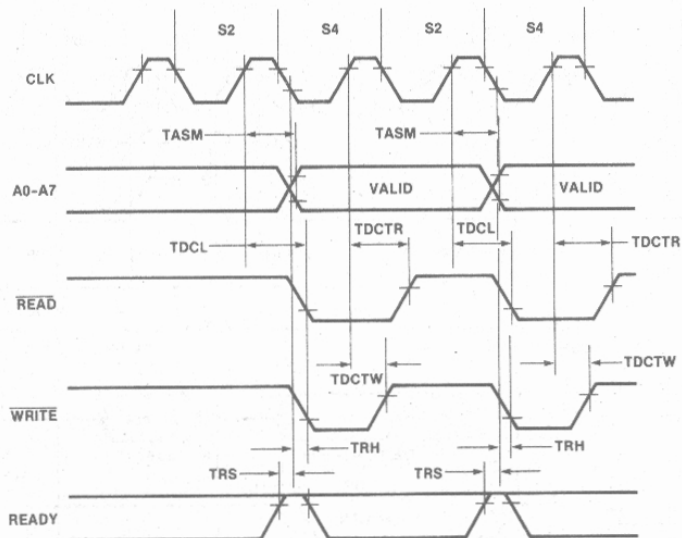 S2 S4 S2 S4
CLK
TASM TASM
A0-A7 VALID VALID
TDCL TDCTR TDCL TDCTR
READ
TDCTW TDCTW
WRITE
TRH TRH
TRS TRS
READY